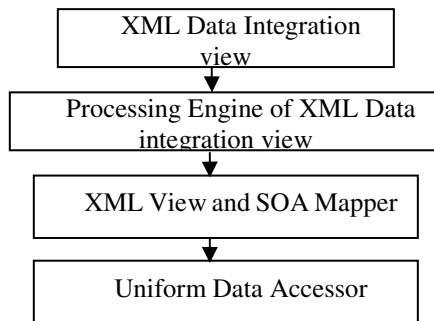 XML Data Integration
view
Processing Engine of XML Data
integration view
XML View and SOA Mapper
Uniform Data Accessor